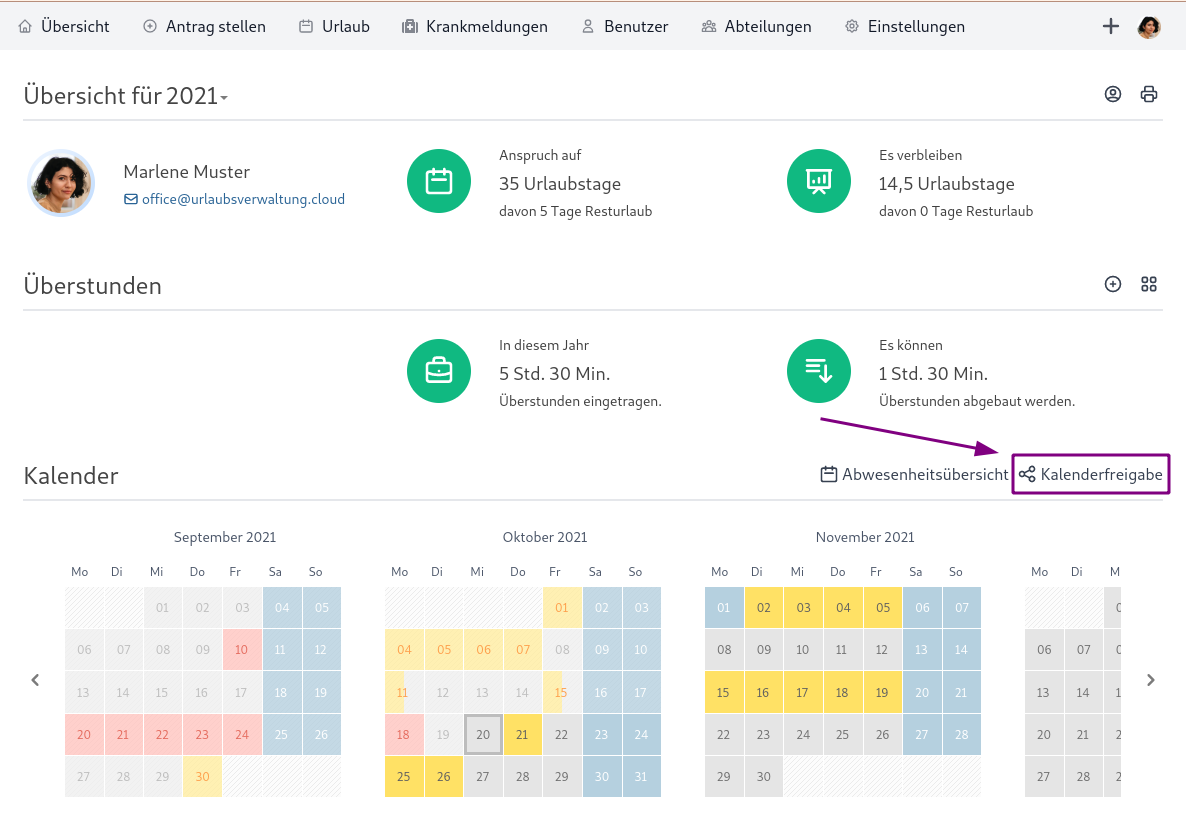 Übersicht Antrag stellen Urlaub Krankmeldungen Benutzer Abteilungen Einstellungen
Übersicht für 2021
Marlene Muster
office@urlaubsverwaltung.cloud
Anspruch auf
35 Urlaubstage
davon 5 Tage Resturlaub
Es verbleiben
14,5 Urlaubstage
davon 0 Tage Resturlaub
Überstunden
In diesem Jahr
5 Std. 30 Min.
Überstunden eingetragen.
Es können
1 Std. 30 Min.
Überstunden abgebaut werden.
Kalender
Abwesenheitsübersicht Kalenderfreigabe
September 2021
Mo Di Mi Do Fr Sa So
01 02 03 04 05
06 07 08 09 10 11 12
13 14 15 16 17 18 19
20 21 22 23 24 25 26
27 28 29 30
Oktober 2021
Mo Di Mi Do Fr Sa So
01 02 03
04 05 06 07 08 09 10
11 12 13 14 15 16 17
18 19 20 21 22 23 24
25 26 27 28 29 30 31
November 2021
Mo Di Mi Do Fr Sa So
01 02 03 04 05 06 07
08 09 10 11 12 13 14
15 16 17 18 19 20 21
22 23 24 25 26 27 28
29 30
Mo Di
06 07
13 14
20 21
27 28